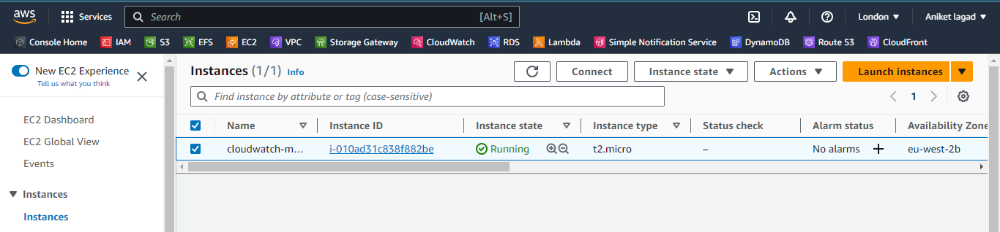 aws Services Search [Alt+S] London Aniket lagad
Console Home IAM S3 EFS EC2 VPC Storage Gateway CloudWatch RDS Lambda Simple Notification Service DynamoDB Route 53 CloudFront
New EC2 Experience
Tell us what you think
EC2 Dashboard
EC2 Global View
Events
Instances
Instances
Instances (1/1) Info Connect Instance state Actions Launch instances
Find instance by attribute or tag (case-sensitive) 1
Name Instance ID Instance state Instance type Status check Alarm status Availability Zone
cloudwatch-m... i-010ad31c838f882be Running t2.micro – No alarms eu-west-2b